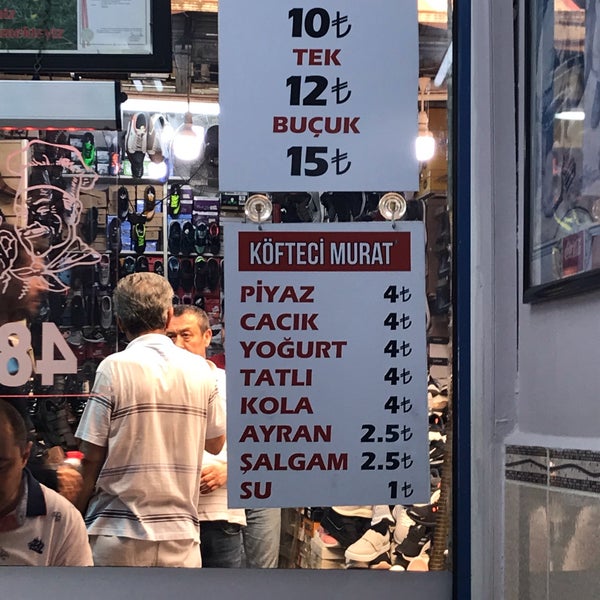 10₺
TEK
12₺
BUÇUK
15₺
KÖFTECİ MURAT
PİYAZ 4₺
CACIK 4₺
YOĞURT 4₺
TATLI 4₺
KOLA 4₺
AYRAN 2.5₺
ŞALGAM 2.5₺
SU 1₺
48